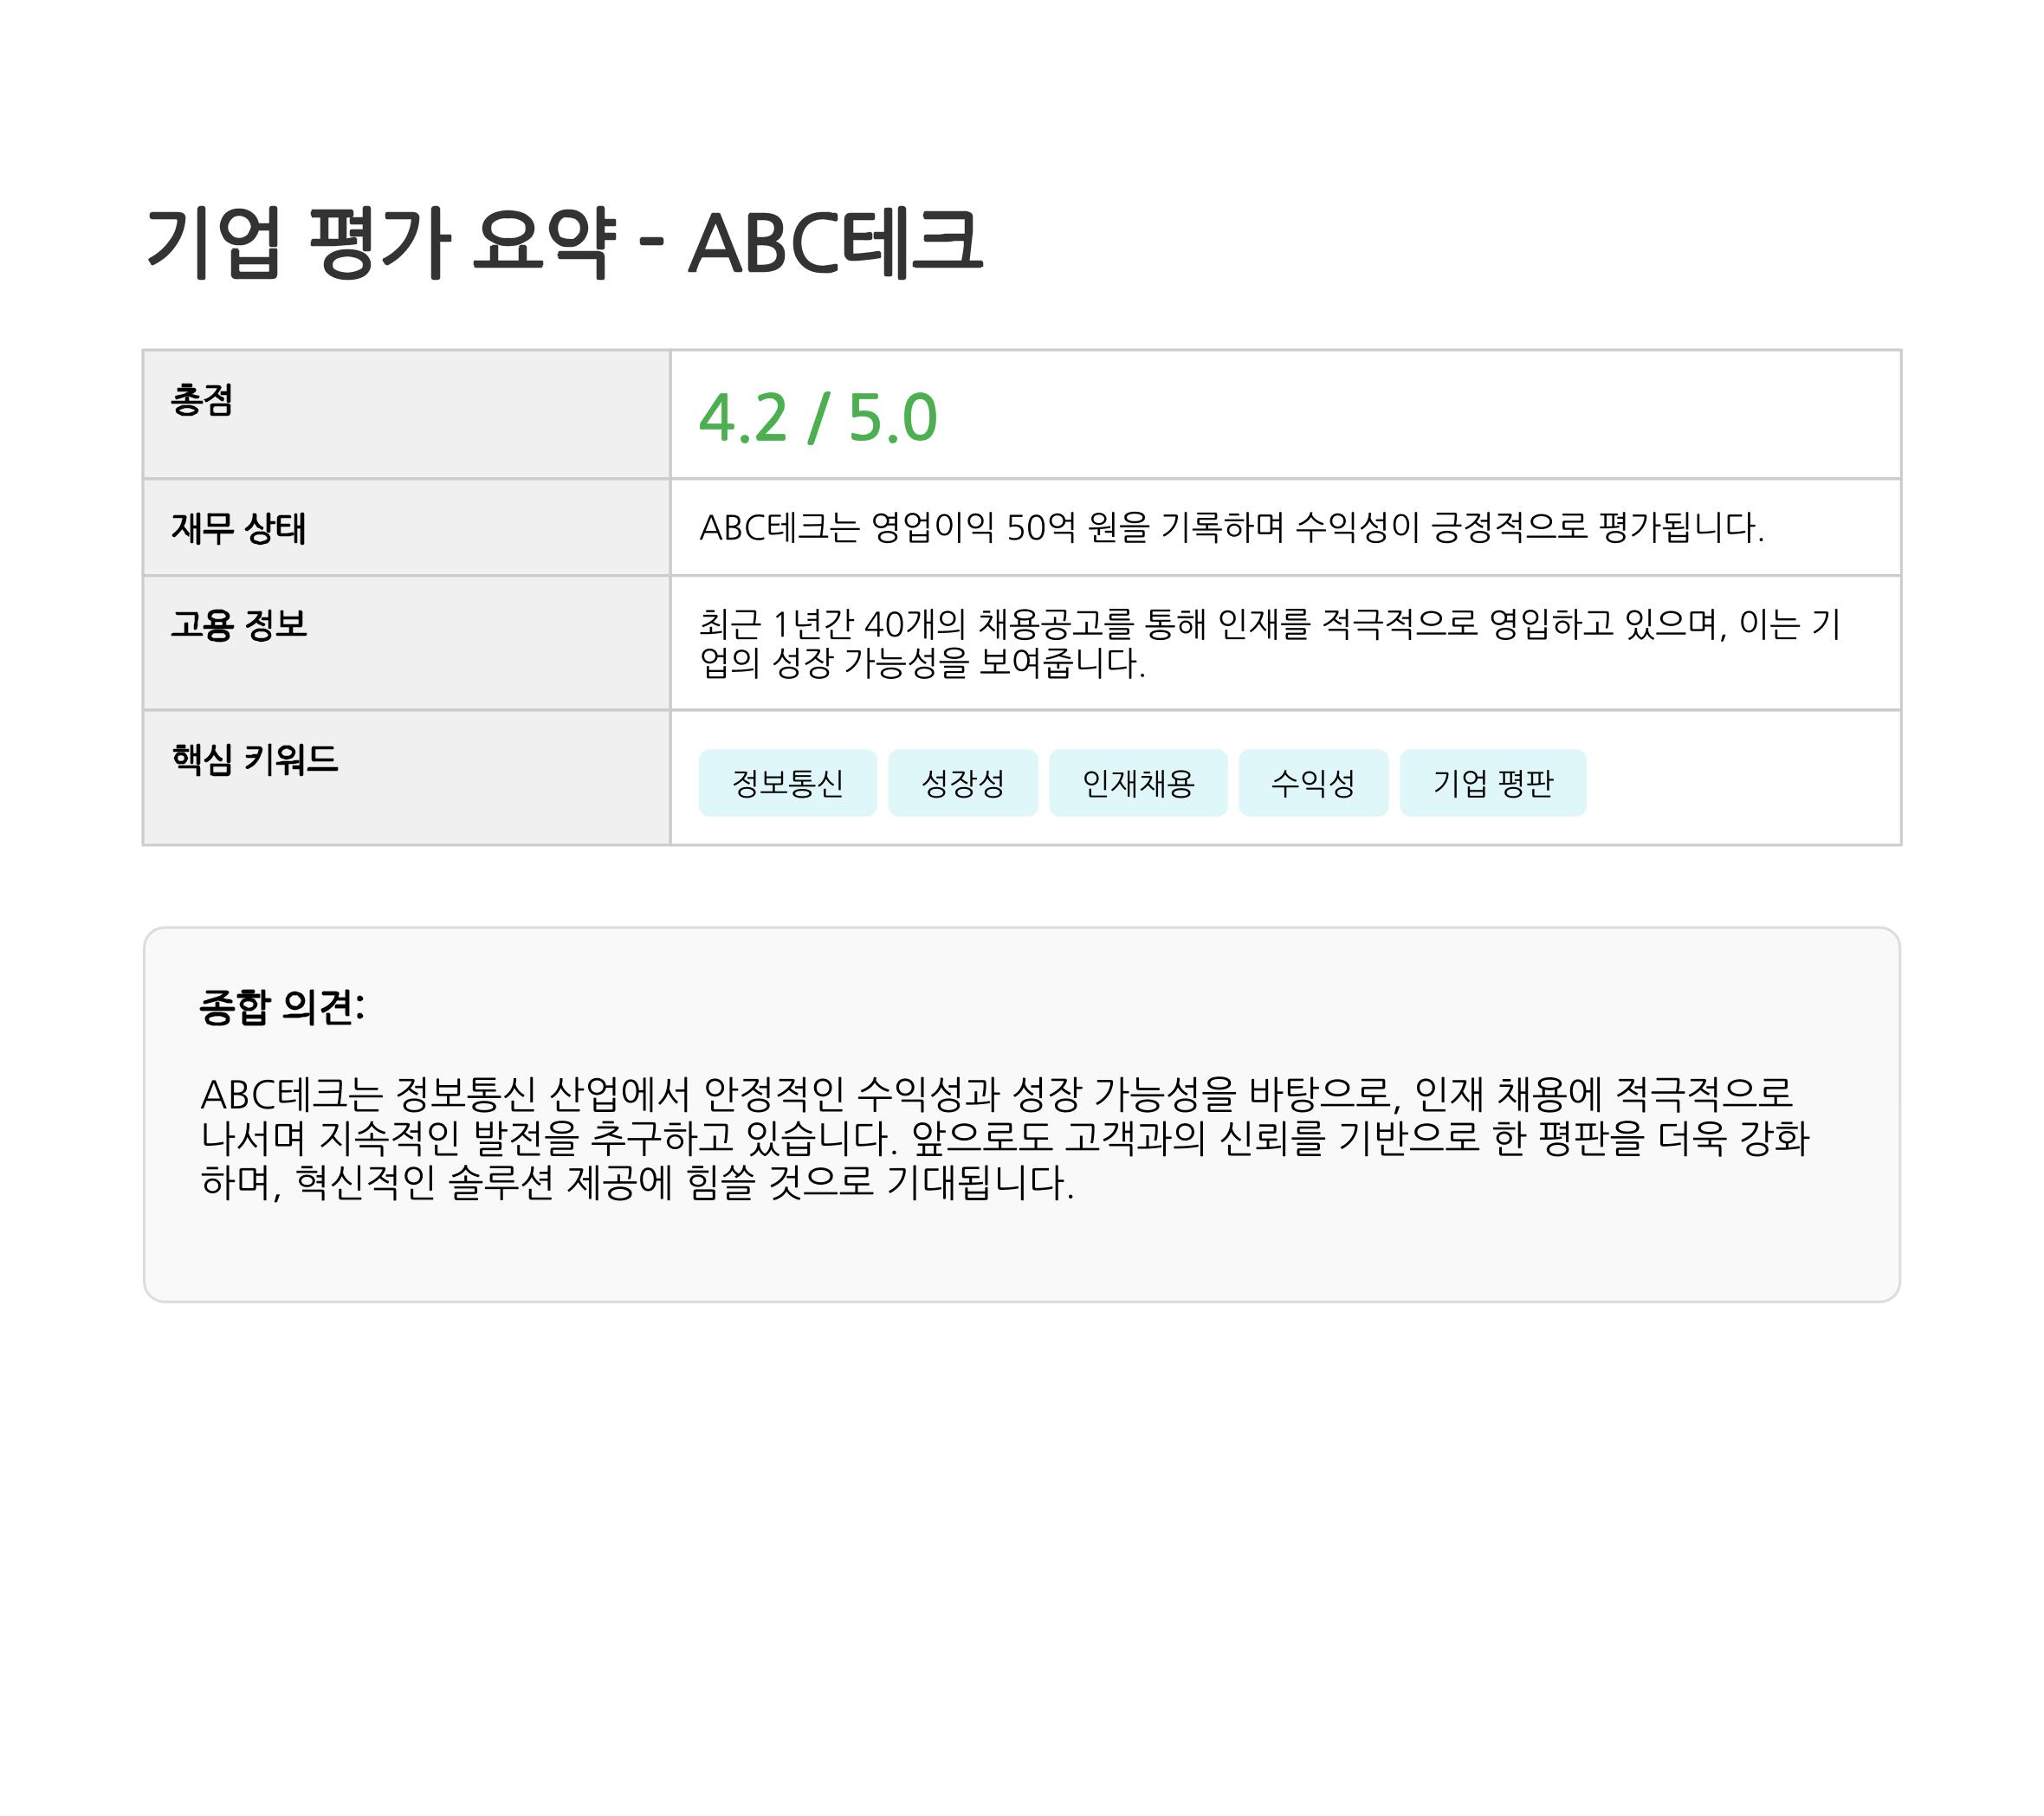 기업 평가 요약 - ABC테크
총점
4.2 / 5.0
재무 상태
ABC테크는 영업이익 50억 원을 기록하며 수익성이 긍정적으로 평가됩니다.
고용 정보
최근 1년간 40개의 채용공고를 통해 인재를 적극적으로 영입하고 있으며, 이는 기
업의 성장 가능성을 보여줍니다.
핵심 키워드
정보통신 성장성 인재채용 수익성 기업 평판
종합 의견:
ABC테크는 정보통신 산업에서 안정적인 수익성과 성장 가능성을 바탕으로, 인재 채용에 적극적으로
나서며 지속적인 발전을 추구하고 있습니다. 앞으로도 고객과의 신뢰를 기반으로 한 평판을 더욱 강화
하며, 혁신적인 솔루션 제공에 힘쓸 것으로 기대됩니다.